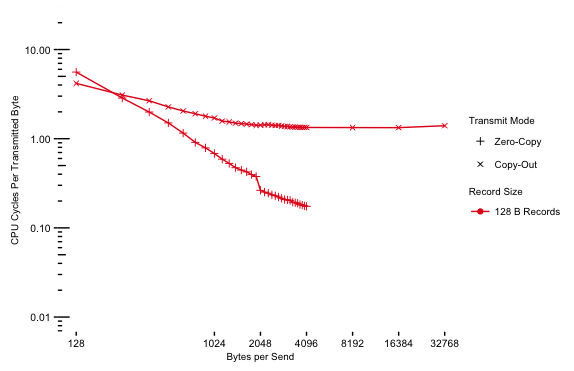 10.00
1.00
0.10
0.01
CPU Cycles Per Transmitted Byte
128
1024
2048
4096
8192
16384
32768
Bytes per Send
Transmit Mode
Zero-Copy
Copy-Out
Record Size
128 B Records